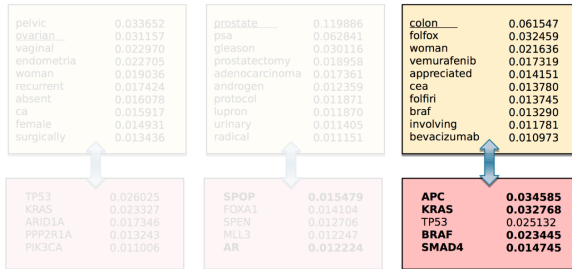 pelvic 0.033652
ovarian 0.031157
vaginal 0.022970
endometria 0.022705
woman 0.019036
recurrent 0.017424
absent 0.016078
ca 0.015917
female 0.014931
surgically 0.013436
prostate 0.119886
psa 0.062841
gleason 0.030116
prostatectomy 0.018958
adenocarcinoma 0.017361
androgen 0.012359
protocol 0.011871
lupron 0.011870
urinary 0.011405
radical 0.011151
colon 0.061547
folfox 0.032459
woman 0.021636
vemurafenib 0.017319
appreciated 0.014151
cea 0.013780
folfiri 0.013745
braf 0.013290
involving 0.011781
bevacizumab 0.010973
TP53 0.026025
KRAS 0.023327
ARID1A 0.017346
PPP2R1A 0.013243
PIK3CA 0.011006
SPOP 0.015479
FOXA1 0.014104
SPEN 0.012706
MLL3 0.012247
AR 0.012224
APC 0.034585
KRAS 0.032768
TP53 0.025132
BRAF 0.023445
SMAD4 0.014745